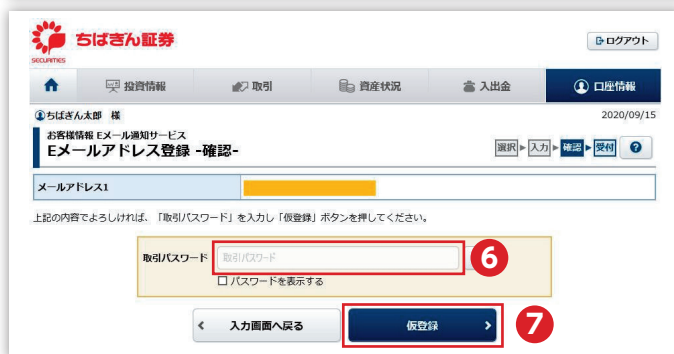 ちばぎん証券
SECURITIES
ログアウト
投資情報 取引 資産状況 入出金 口座情報
ちばぎん太郎 様 2020/09/15
お客様情報 Eメール通知サービス
Eメールアドレス登録 -確認-
選択 ▶ 入力 ▶ 確認 ▶ 受付 ?
メールアドレス1
上記の内容でよろしければ、「取引パスワード」を入力し「仮登録」ボタンを押してください。
取引パスワード 取引パスワード 6
パスワードを表示する
入力画面へ戻る 仮登録 7